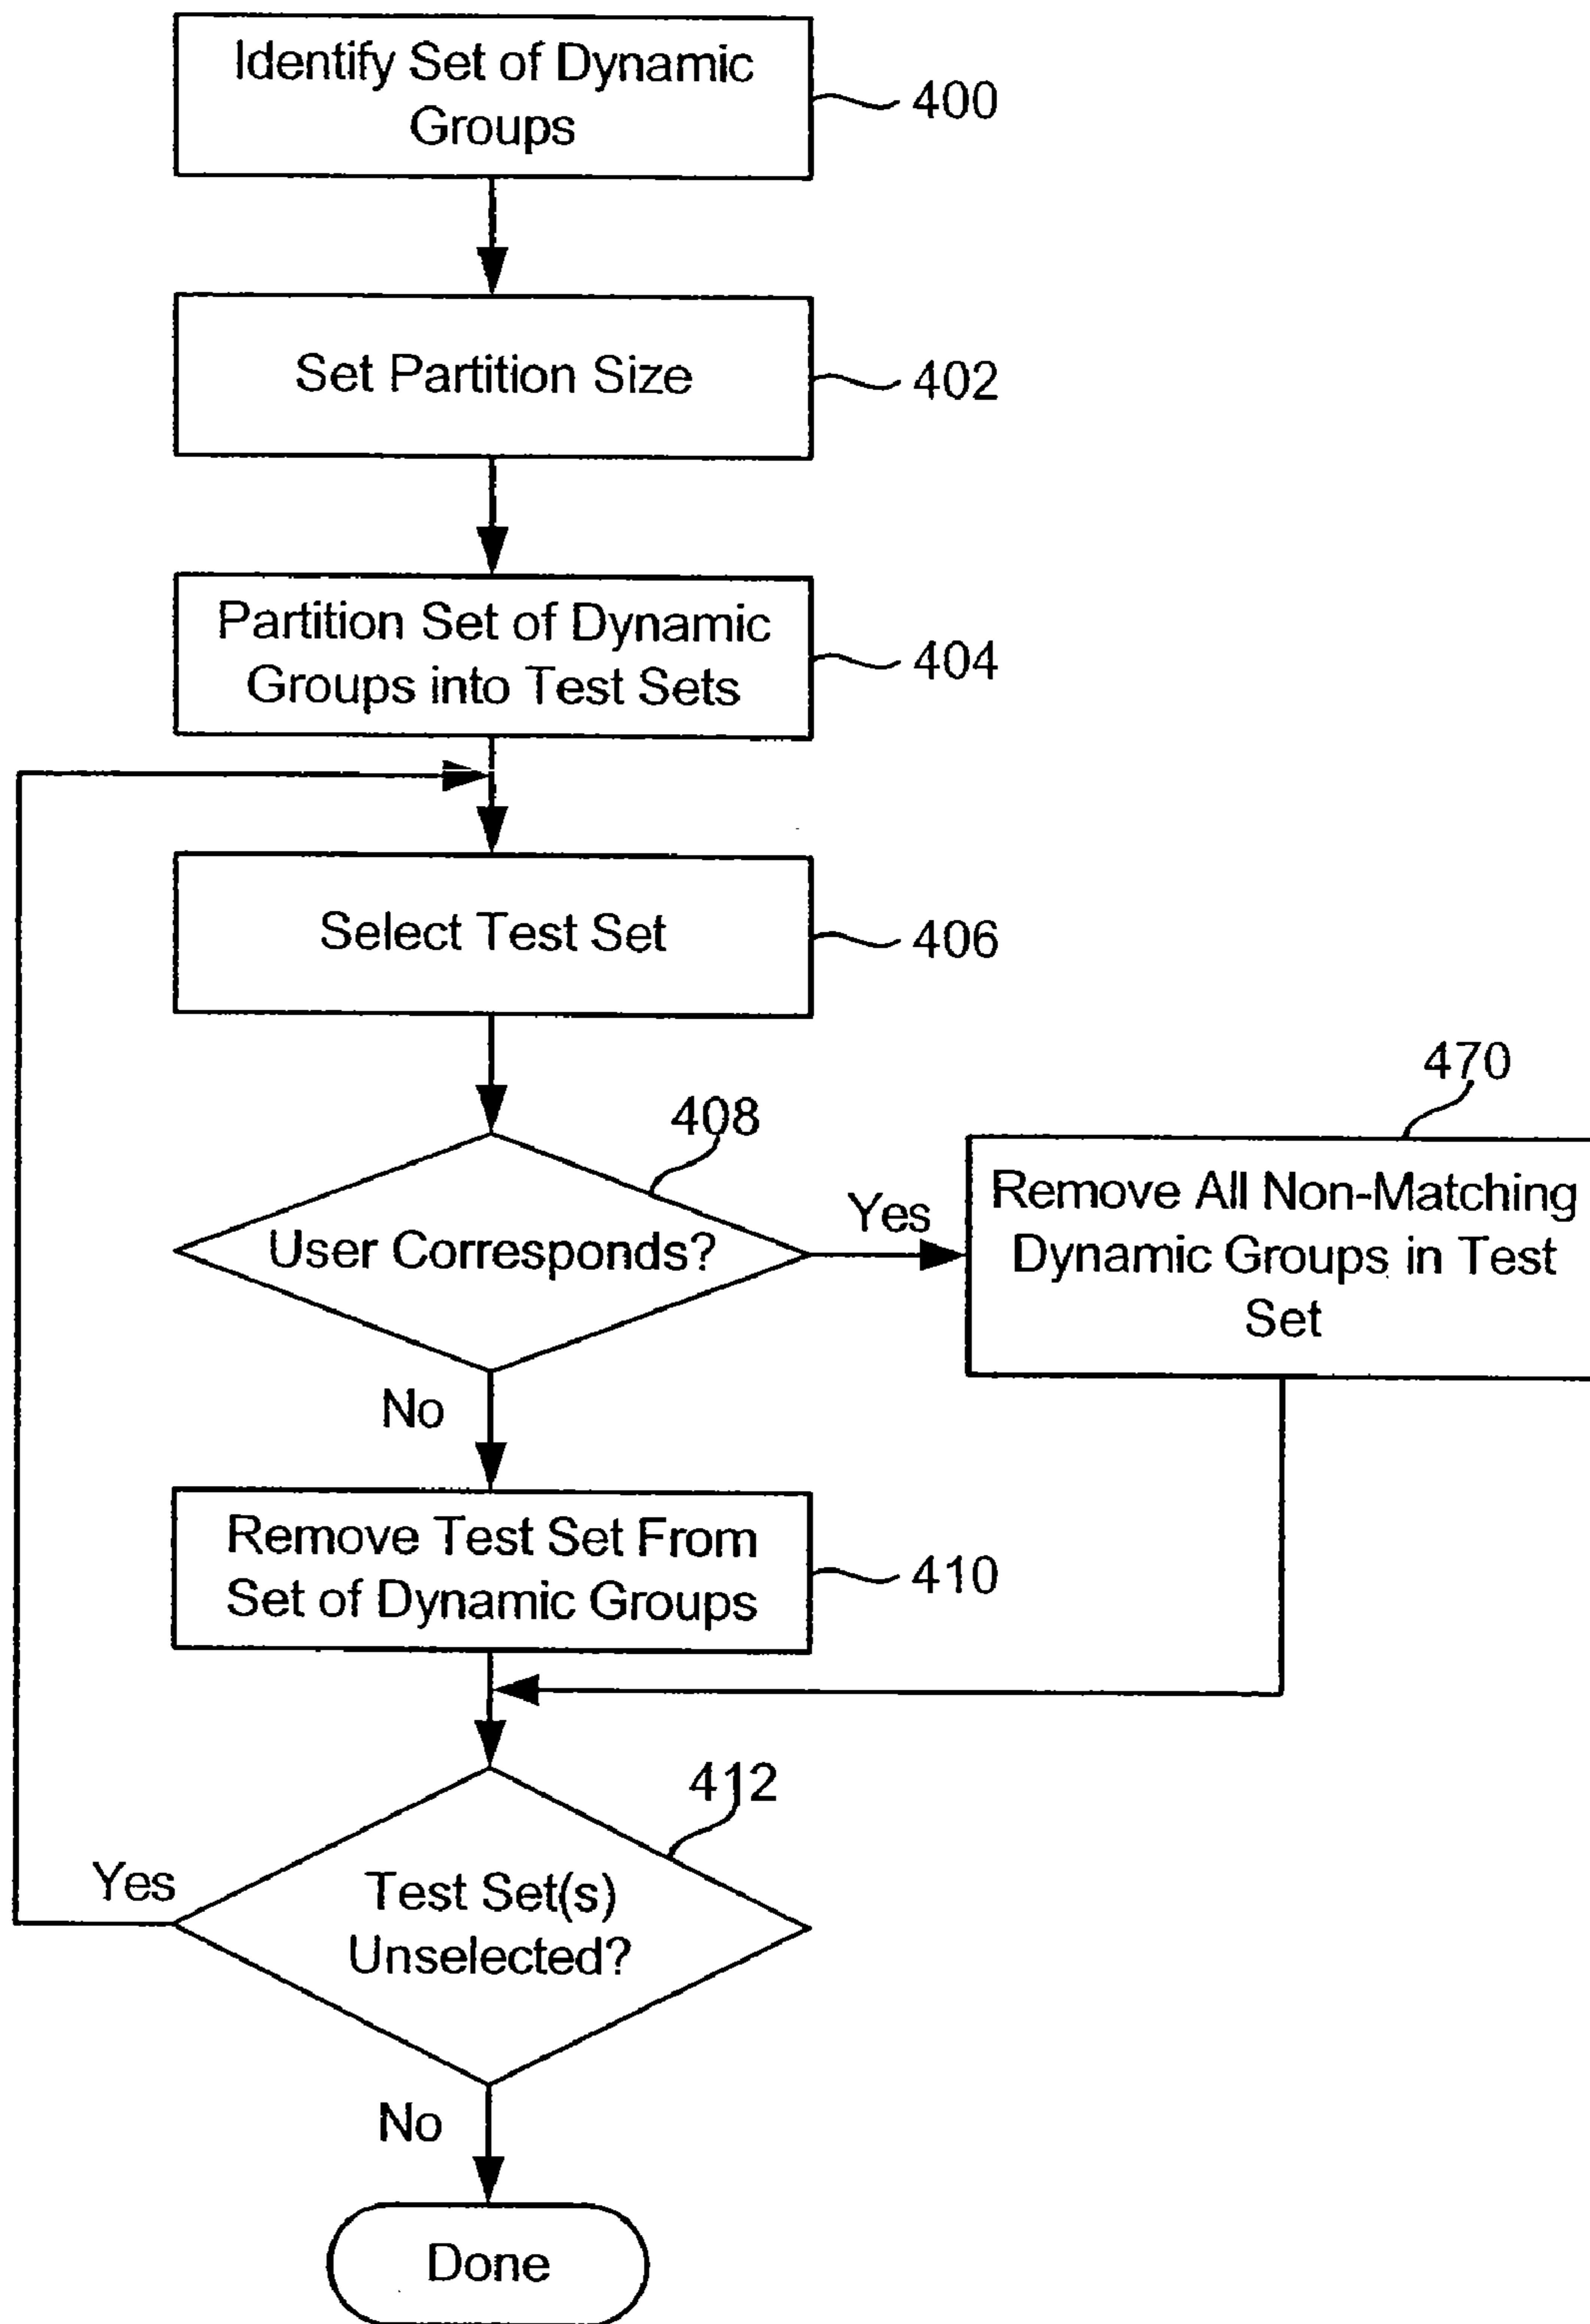 Identify Set of Dynamic
Groups
400
Set Partition Size
402
Partition Set of Dynamic
Groups into Test Sets
404
Select Test Set
406
408
User Corresponds?
Yes
470
Remove All Non-Matching
Dynamic Groups in Test
Set
No
Remove Test Set From
Set of Dynamic Groups
410
412
Test Set(s)
Unselected?
Yes
No
Done